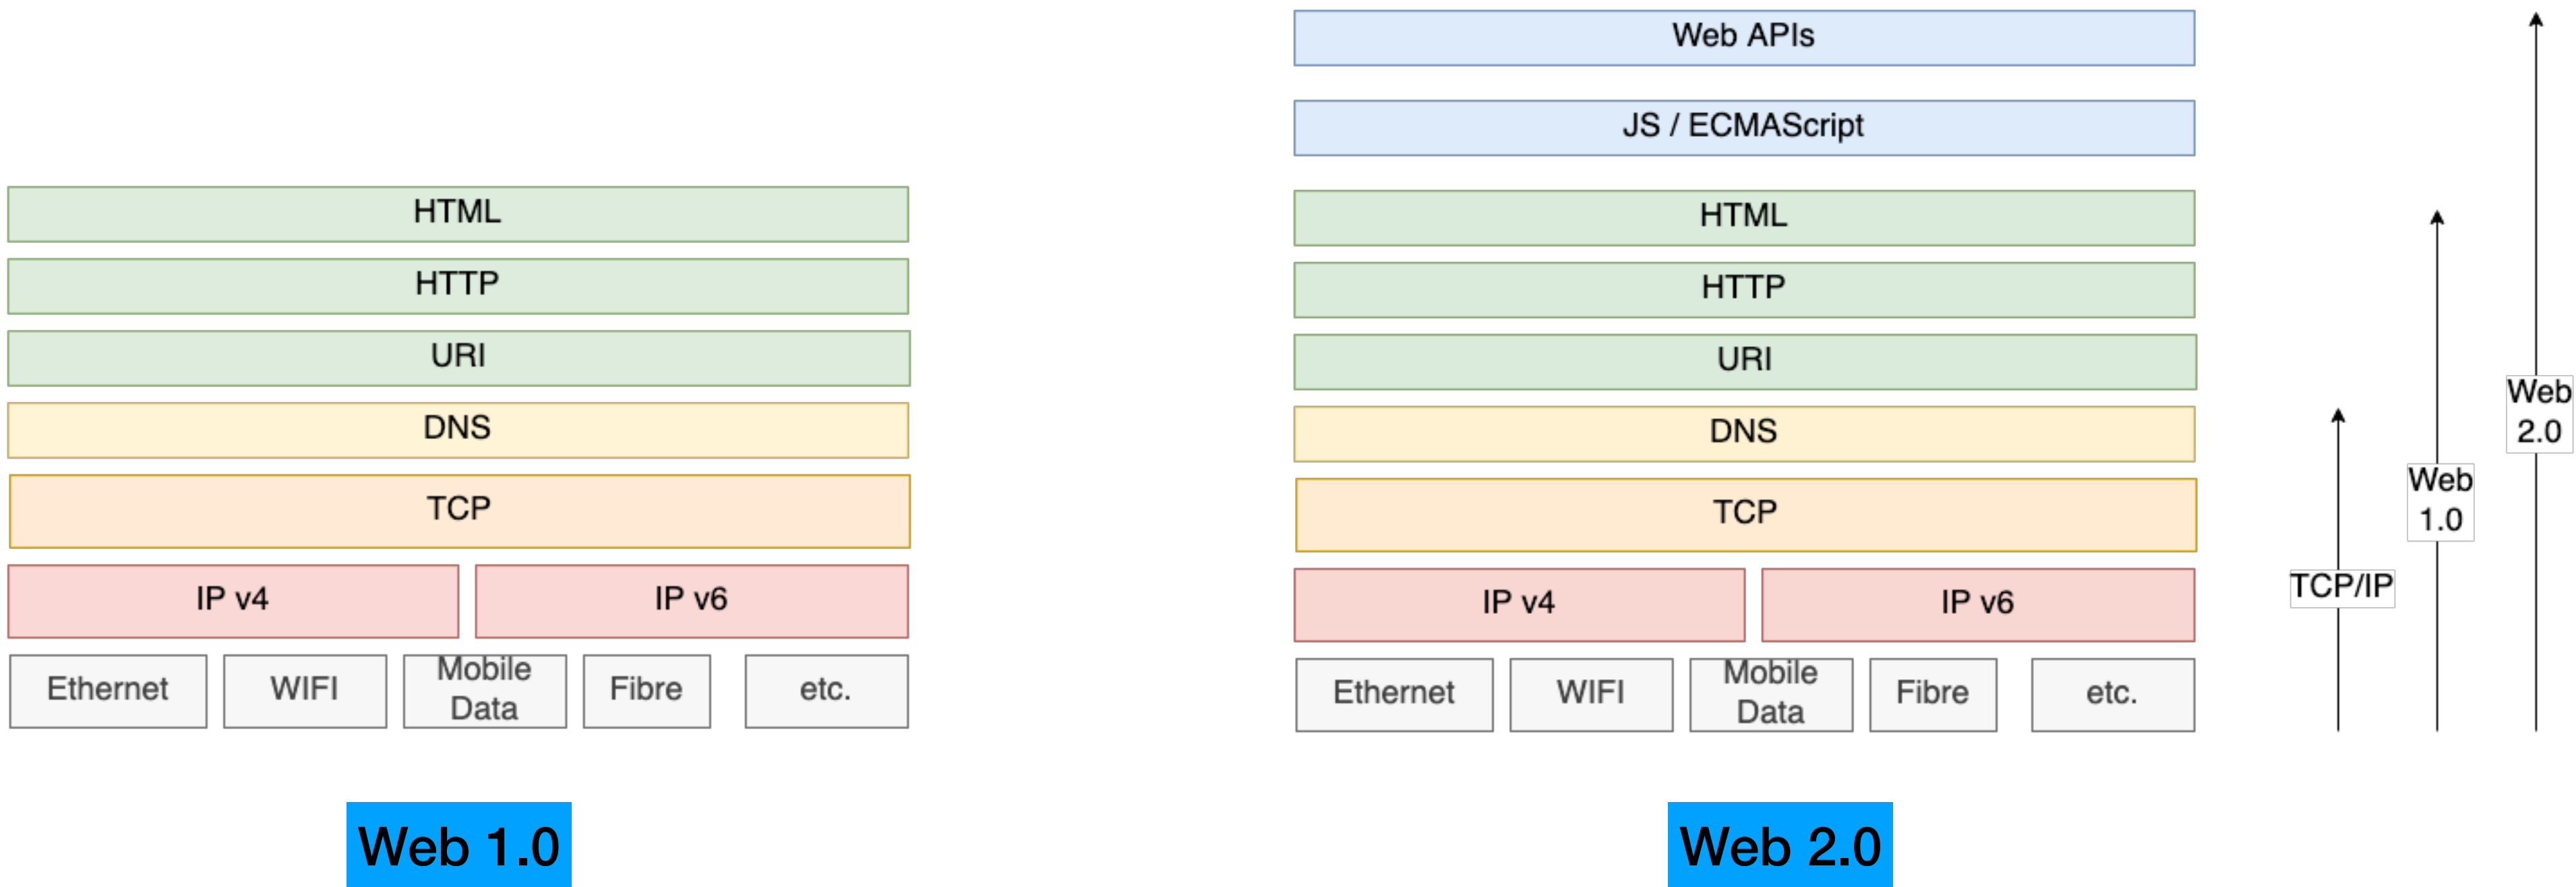 HTML
HTTP
URI
DNS
TCP
IP v4
IP v6
Ethernet
WIFI
Mobile
Data
Fibre
etc.
Web 1.0
Web APIs
JS / ECMAScript
HTML
HTTP
URI
DNS
TCP
IP v4
IP v6
Ethernet
WIFI
Mobile
Data
Fibre
etc.
Web 2.0
TCP/IP
Web
1.0
Web
2.0